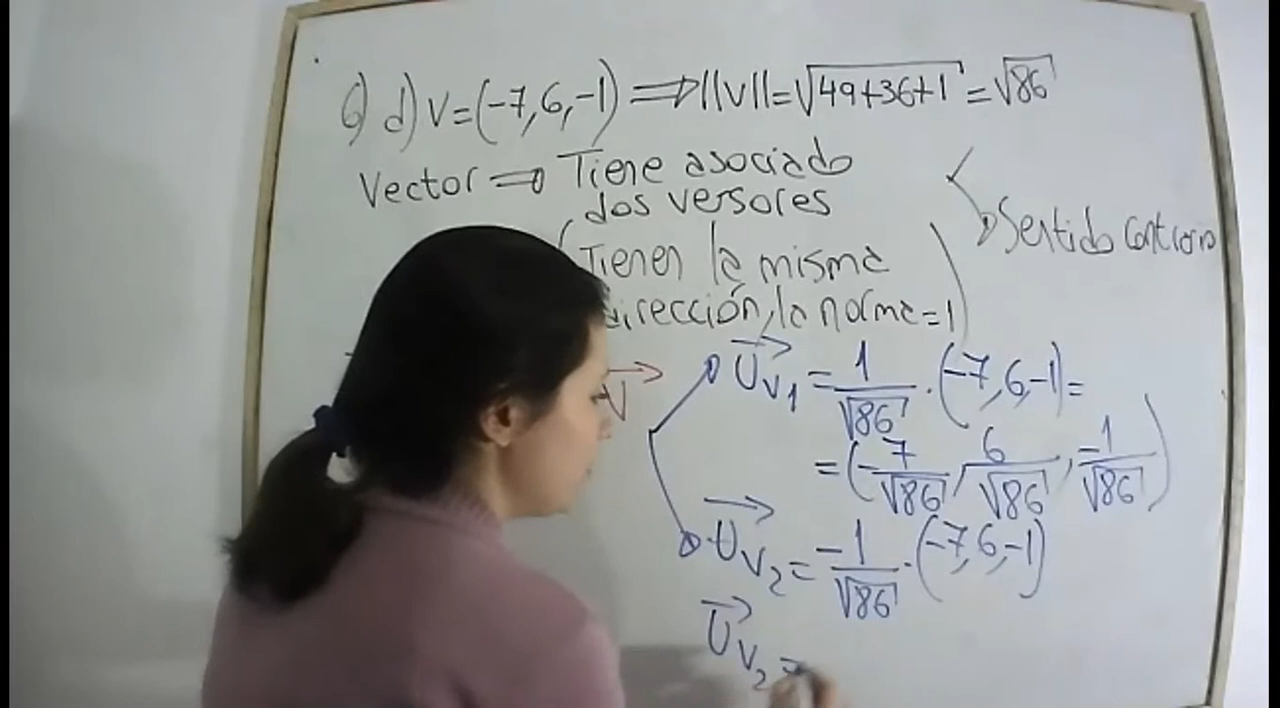 6) d) V=(-7,6,-1) ⟹ ||V||=√49+36+1 = √86
Vector ⟹ Tiene asociado
dos versores
Sentido contrario
(Tienen la misma
dirección, la norma=1)
V⃗
U⃗v₁ = 1/√86 · (-7,6,-1) =
= (-7/√86, 6/√86, -1/√86)
U⃗v₂ = -1/√86 · (-7,6,-1)
U⃗v₂ =